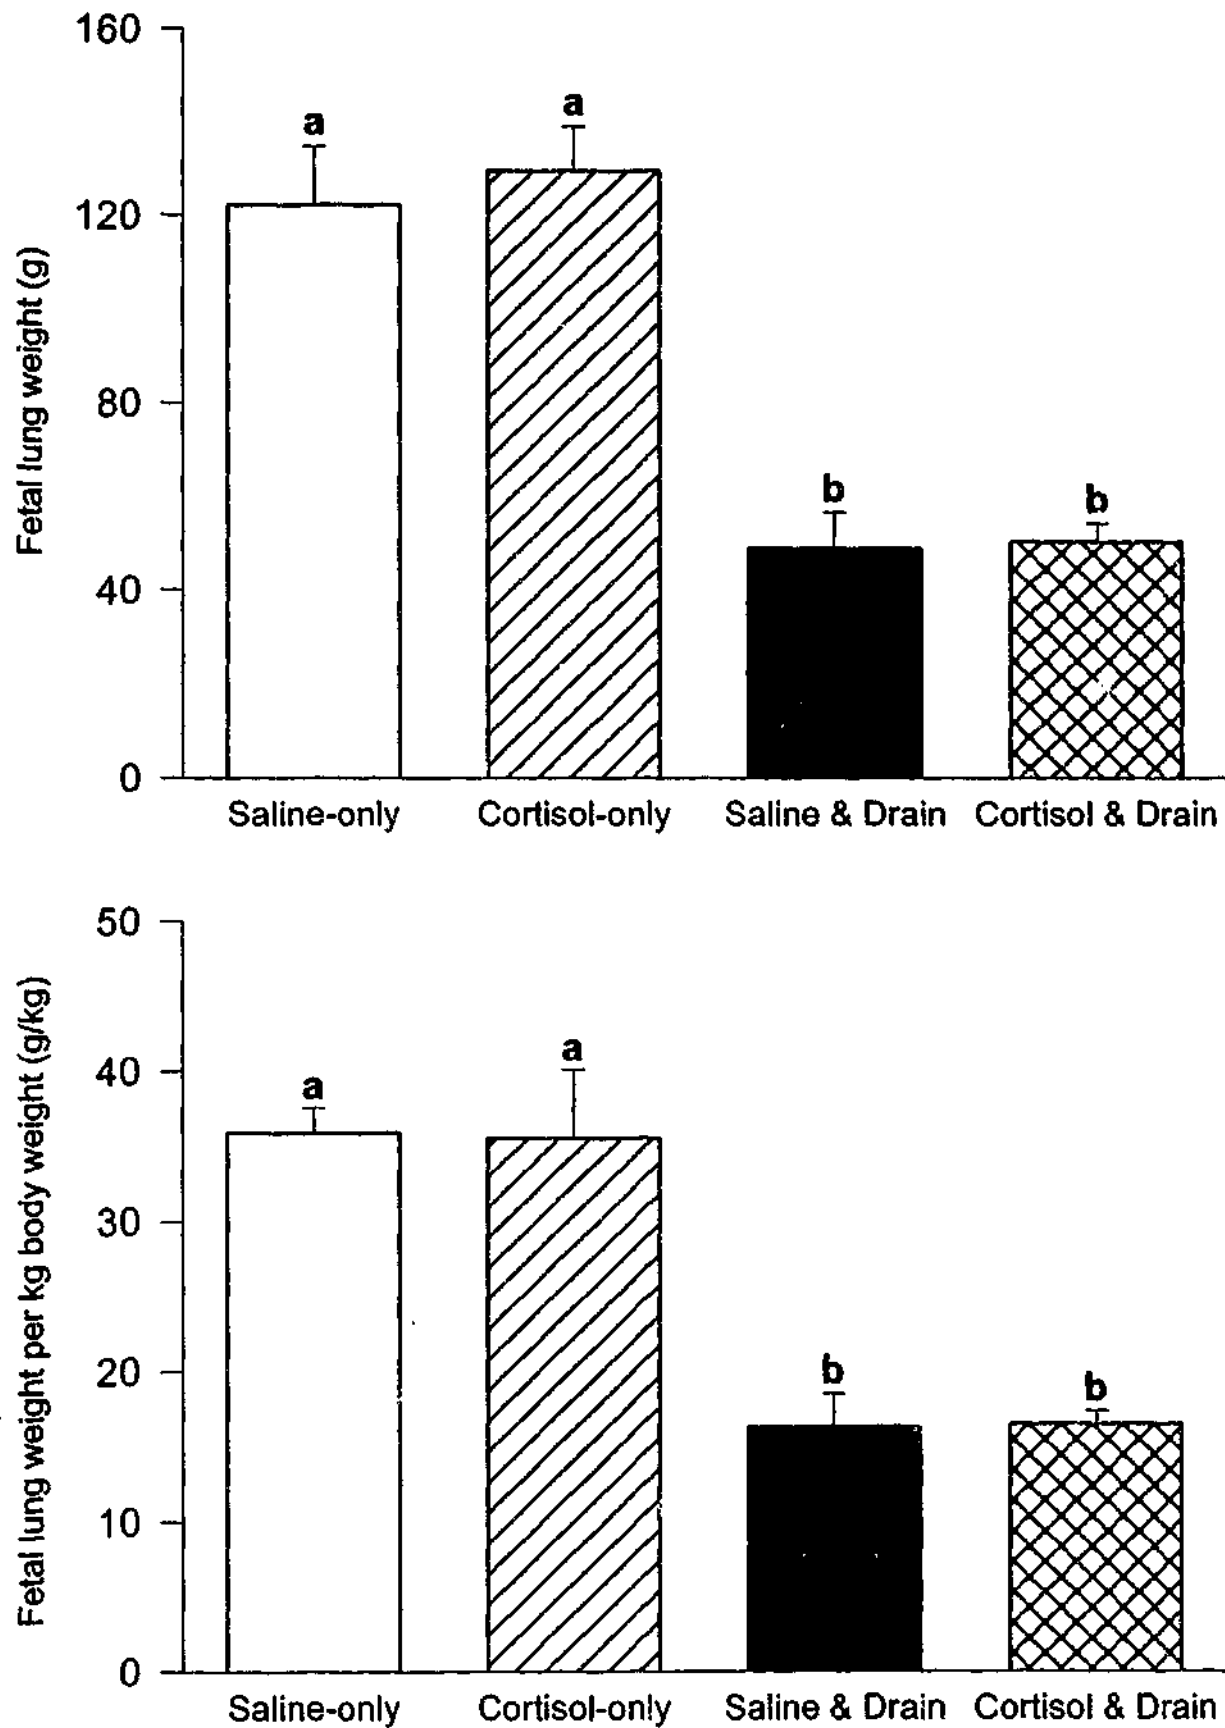 160
120
80
40
0
Fetal lung weight (g)
a
a
b
b
Saline-only Cortisol-only Saline & Drain Cortisol & Drain
50
40
30
20
10
0
Fetal lung weight per kg body weight (g/kg)
a
a
b
b
Saline-only Cortisol-only Saline & Drain Cortisol & Drain